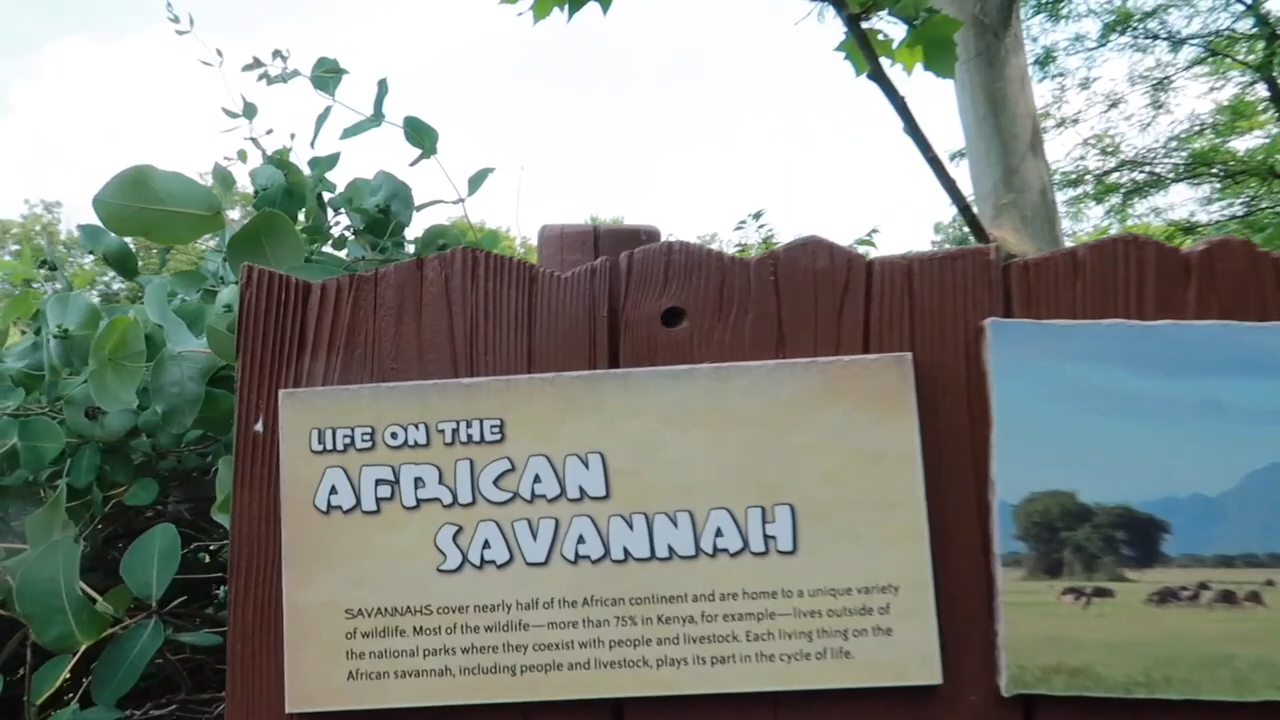 LIFE ON THE
AFRICAN
SAVANNAH
SAVANNAHS cover nearly half of the African continent and are home to a unique variety
of wildlife. Most of the wildlife—more than 75% in Kenya, for example—lives outside of
the national parks where they coexist with people and livestock. Each living thing on the
African savannah, including people and livestock, plays its part in the cycle of life.